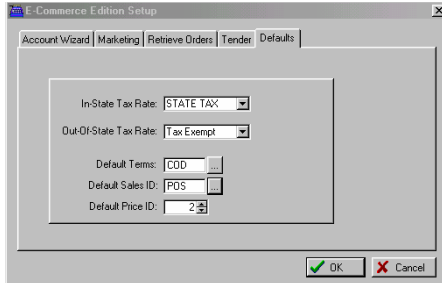 E-Commerce Edition Setup
Account Wizard Marketing Retrieve Orders Tender Defaults
In-State Tax Rate: STATE TAX
Out-Of-State Tax Rate: Tax Exempt
Default Terms: COD ...
Default Sales ID: POS ...
Default Price ID: 2
OK Cancel